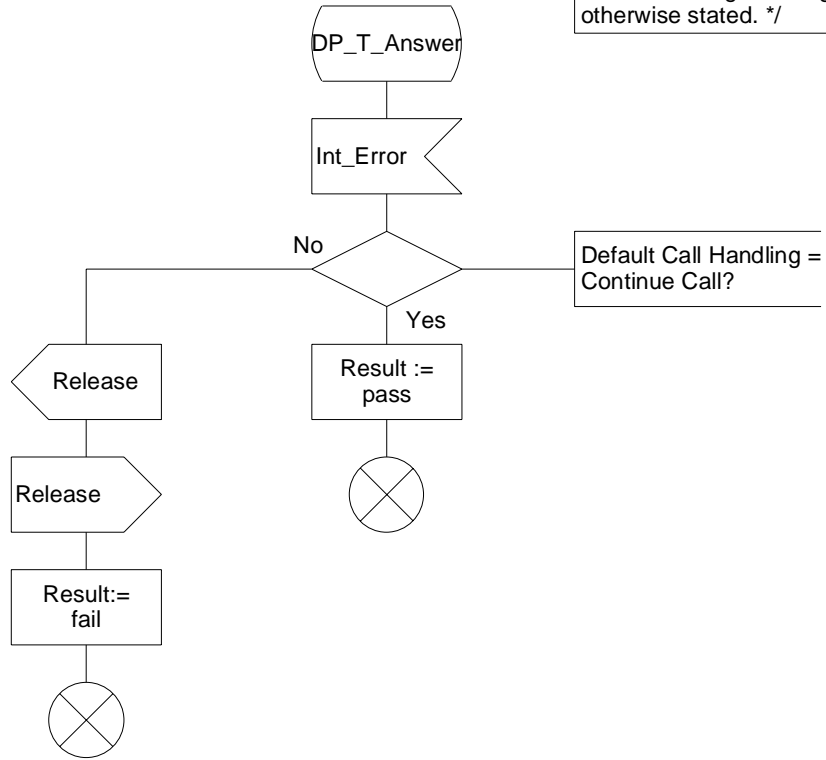 otherwise stated. */
DP_T_Answer
Int_Error
No
Default Call Handling =
Continue Call?
Yes
Release
Result :=
pass
Release
Result:=
fail